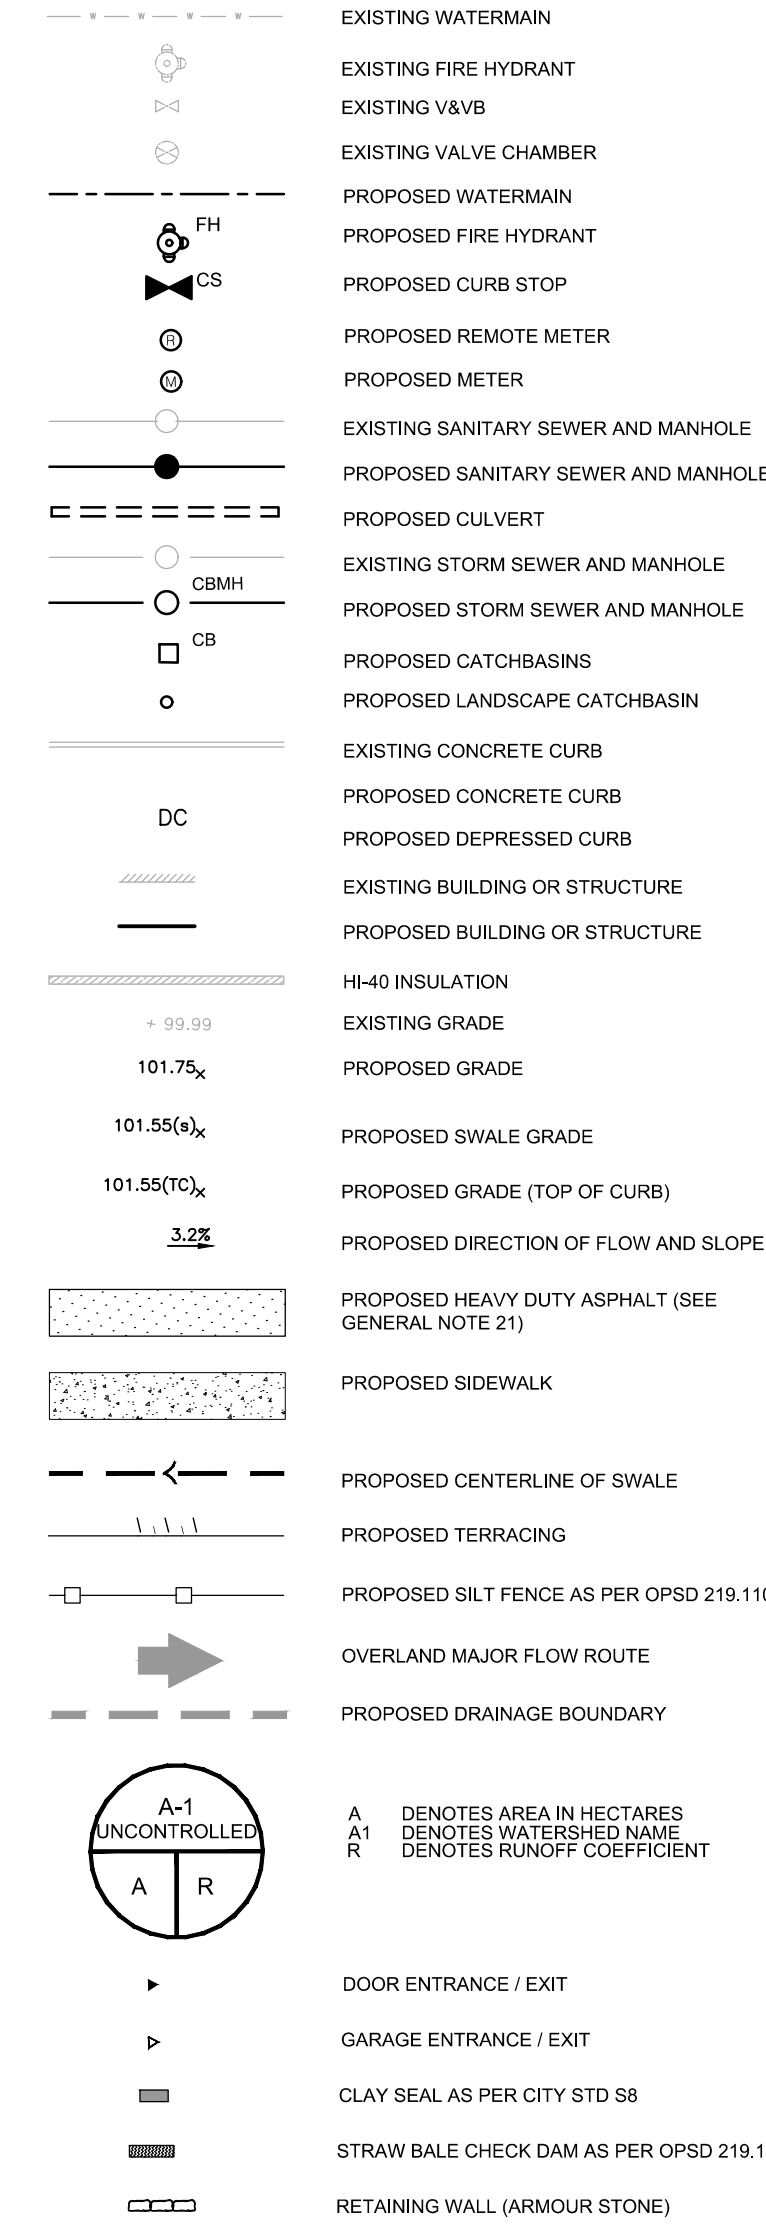 W W W W EXISTING WATERMAIN
EXISTING FIRE HYDRANT
EXISTING V&VB
EXISTING VALVE CHAMBER
PROPOSED WATERMAIN
FH PROPOSED FIRE HYDRANT
CS PROPOSED CURB STOP
R PROPOSED REMOTE METER
M PROPOSED METER
EXISTING SANITARY SEWER AND MANHOLE
PROPOSED SANITARY SEWER AND MANHOLE
PROPOSED CULVERT
EXISTING STORM SEWER AND MANHOLE
CBMH PROPOSED STORM SEWER AND MANHOLE
CB PROPOSED CATCHBASINS
PROPOSED LANDSCAPE CATCHBASIN
EXISTING CONCRETE CURB
PROPOSED CONCRETE CURB
DC PROPOSED DEPRESSED CURB
EXISTING BUILDING OR STRUCTURE
PROPOSED BUILDING OR STRUCTURE
HI-40 INSULATION
+ 99.99 EXISTING GRADE
101.75x PROPOSED GRADE
101.55(s)x PROPOSED SWALE GRADE
101.55(TC)x PROPOSED GRADE (TOP OF CURB)
3.2% PROPOSED DIRECTION OF FLOW AND SLOPE
PROPOSED HEAVY DUTY ASPHALT (SEE
GENERAL NOTE 21)
PROPOSED SIDEWALK
PROPOSED CENTERLINE OF SWALE
PROPOSED TERRACING
PROPOSED SILT FENCE AS PER OPSD 219.110
OVERLAND MAJOR FLOW ROUTE
PROPOSED DRAINAGE BOUNDARY
A-1
UNCONTROLLED
A R
A DENOTES AREA IN HECTARES
A1 DENOTES WATERSHED NAME
R DENOTES RUNOFF COEFFICIENT
DOOR ENTRANCE / EXIT
GARAGE ENTRANCE / EXIT
CLAY SEAL AS PER CITY STD S8
STRAW BALE CHECK DAM AS PER OPSD 219.1
RETAINING WALL (ARMOUR STONE)